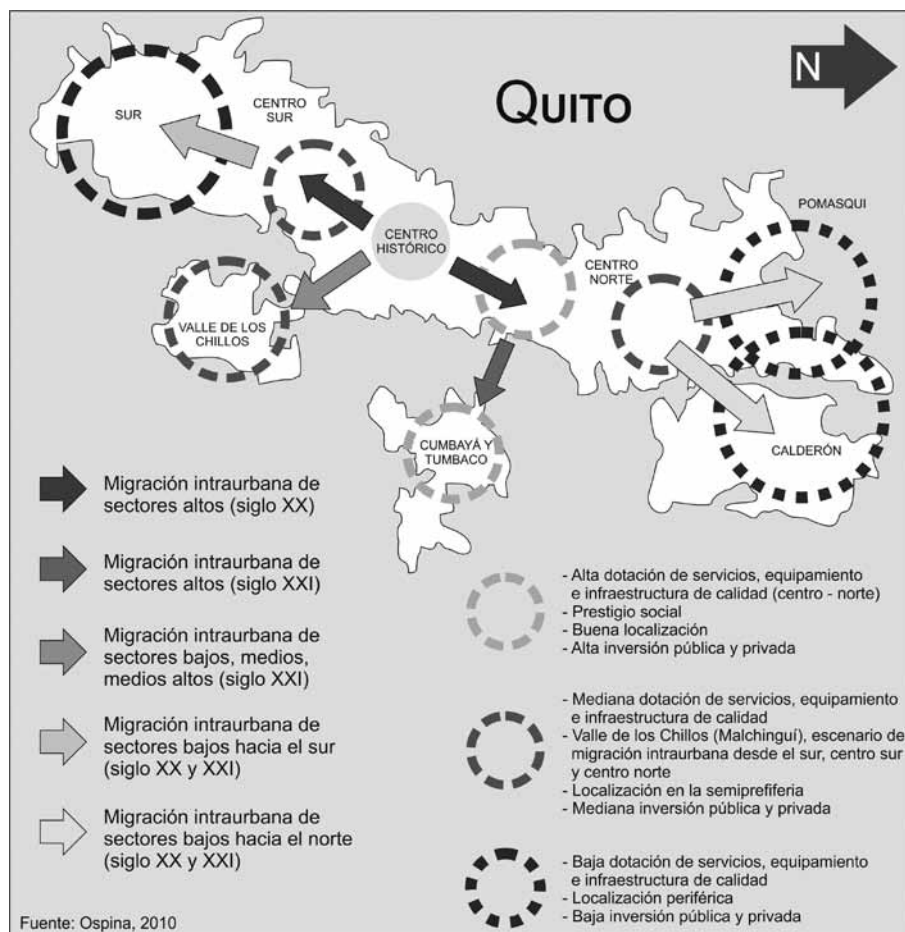 QUITO
N
SUR
CENTRO
SUR
CENTRO
HISTÓRICO
CENTRO
NORTE
POMASQUI
VALLE DE LOS
CHILLOS
CUMBAYÁ Y
TUMBACO
CALDERÓN
Migración intraurbana de
sectores altos (siglo XX)
Migración intraurbana de
sectores altos (siglo XXI)
Migración intraurbana de
sectores bajos, medios,
medios altos (siglo XXI)
Migración intraurbana de
sectores bajos hacia el sur
(siglo XX y XXI)
Migración intraurbana de
sectores bajos hacia el norte
(siglo XX y XXI)
- Alta dotación de servicios, equipamiento
e infraestructura de calidad (centro - norte)
- Prestigio social
- Buena localización
- Alta inversión pública y privada
- Mediana dotación de servicios, equipamiento
e infraestructura de calidad
- Valle de los Chillos (Malchinguí), escenario de
migración intraurbana desde el sur, centro sur
y centro norte
- Localización en la semiprefiferia
- Mediana inversión pública y privada
- Baja dotación de servicios, equipamiento
e infraestructura de calidad
- Localización periférica
- Baja inversión pública y privada
Fuente: Ospina, 2010